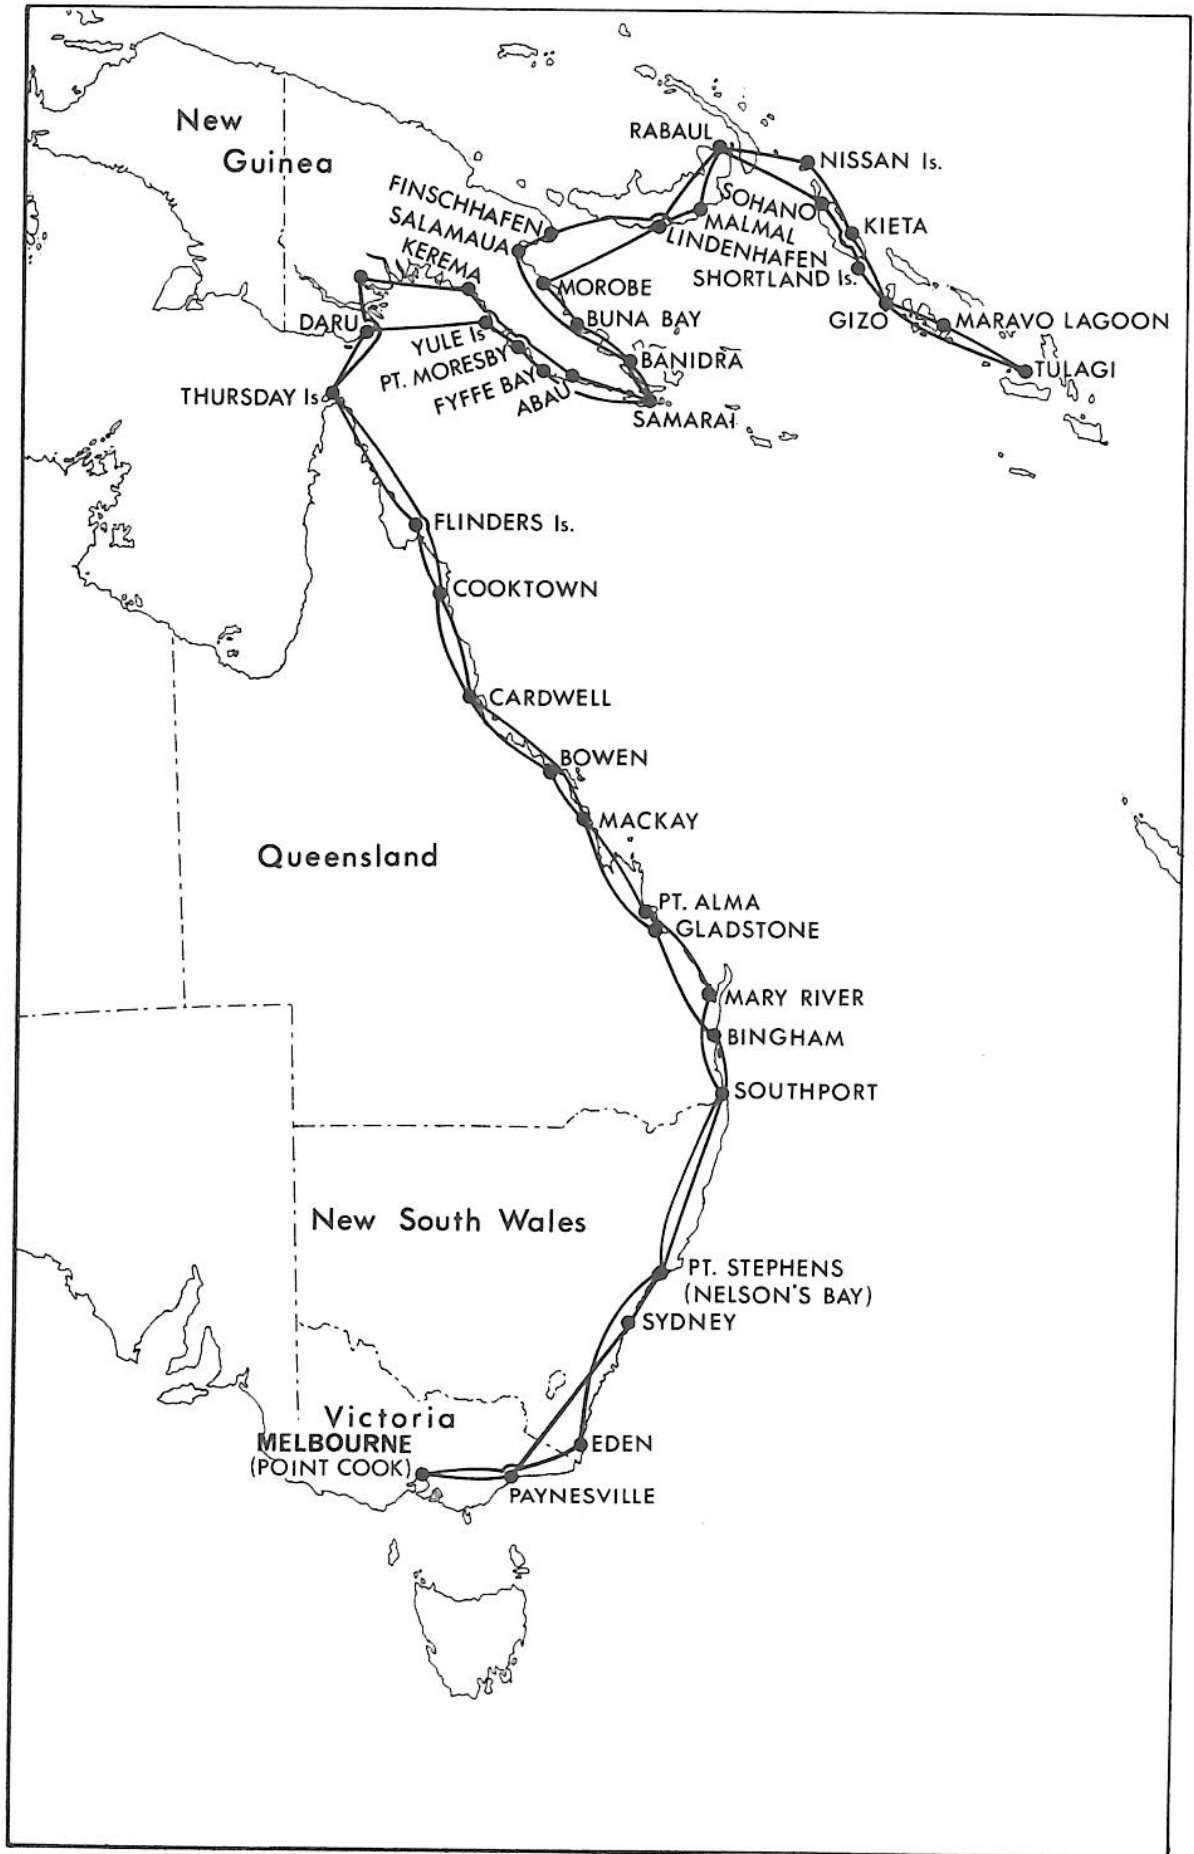 New
Guinea
RABAUL
NISSAN Is.
FINSCHHAFEN
SALAMAUA
KEREMA
SOHANO
MALMAL
KIETA
LINDENHAFEN
SHORTLAND Is.
MOROBE
DARU
BUNA BAY
GIZO
MARAVO LAGOON
YULE Is
PT. MORESBY
FYFFE BAY
ABAU
BANIDRA
TULAGI
THURSDAY Is
SAMARAI
FLINDERS Is.
COOKTOWN
CARDWELL
BOWEN
MACKAY
Queensland
PT. ALMA
GLADSTONE
MARY RIVER
BINGHAM
SOUTHPORT
New South Wales
PT. STEPHENS
(NELSON'S BAY)
SYDNEY
Victoria
MELBOURNE
(POINT COOK)
EDEN
PAYNESVILLE